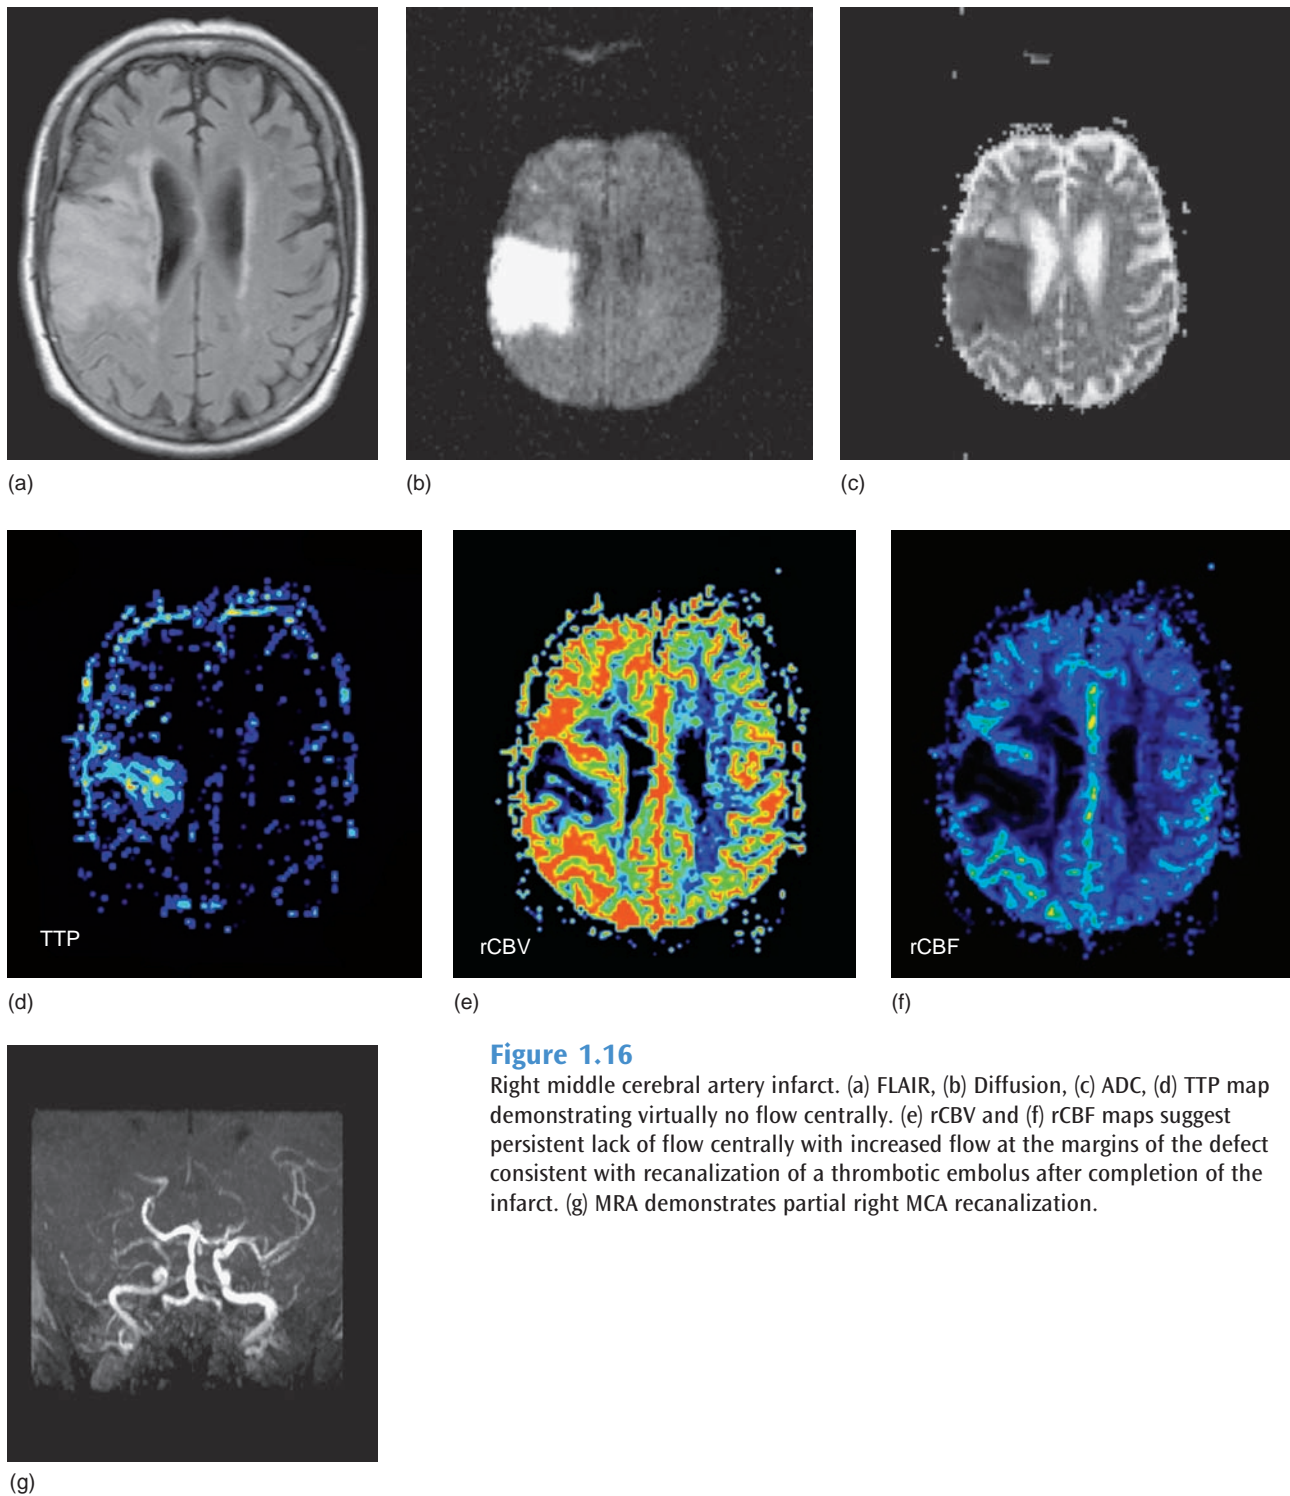 (a)
(b)
(c)
TTP
rCBV
rCBF
(d)
(e)
(f)
Figure 1.16
Right middle cerebral artery infarct. (a) FLAIR, (b) Diffusion, (c) ADC, (d) TTP map
demonstrating virtually no flow centrally. (e) rCBV and (f) rCBF maps suggest
persistent lack of flow centrally with increased flow at the margins of the defect
consistent with recanalization of a thrombotic embolus after completion of the
infarct. (g) MRA demonstrates partial right MCA recanalization.
(g)